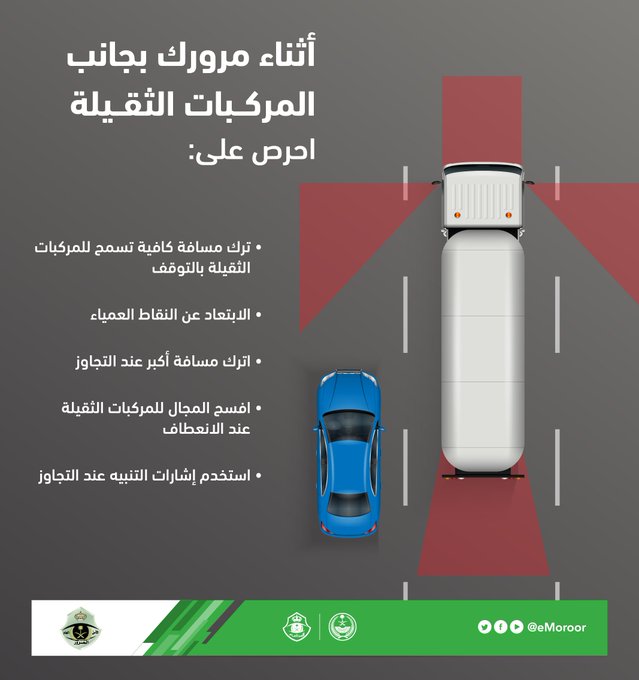 أثناء مرورك بجانب
المركبات الثقيلة
احرص على:
• ترك مسافة كافية تسمح للمركبات
الثقيلة بالتوقف
• الابتعاد عن النقاط العمياء
• اترك مسافة أكبر عند التجاوز
• افسح المجال للمركبات الثقيلة
عند الانعطاف
• استخدم إشارات التنبيه عند التجاوز
@eMoroor
المرور